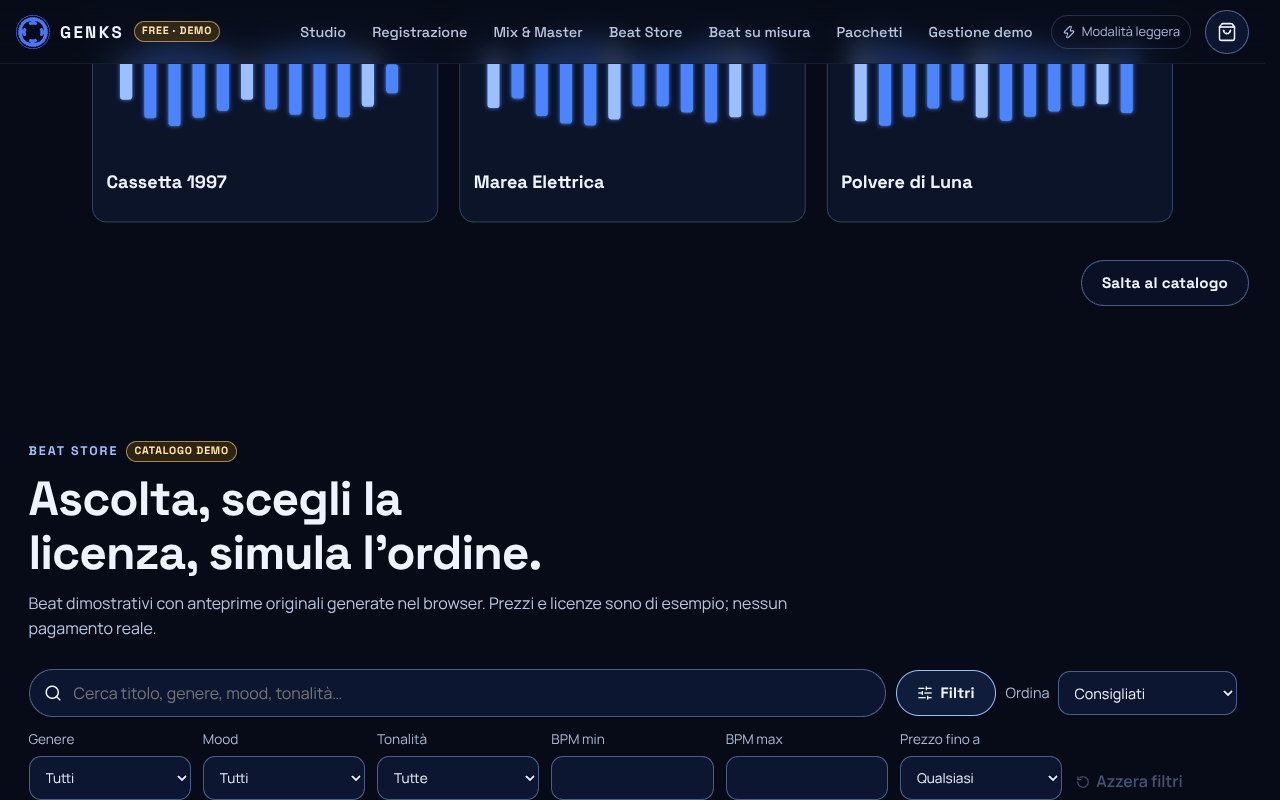 GENKS FREE · DEMO Studio Registrazione Mix & Master Beat Store Beat su misura Pacchetti Gestione demo Modalità leggera
Cassetta 1997 Marea Elettrica Polvere di Luna
Salta al catalogo
BEAT STORE CATALOGO DEMO
Ascolta, scegli la
licenza, simula l’ordine.
Beat dimostrativi con anteprime originali generate nel browser. Prezzi e licenze sono di esempio; nessun
pagamento reale.
Cerca titolo, genere, mood, tonalità… Filtri Ordina Consigliati
Genere Mood Tonalità BPM min BPM max Prezzo fino a
Tutti Tutti Tutte Qualsiasi Azzera filtri